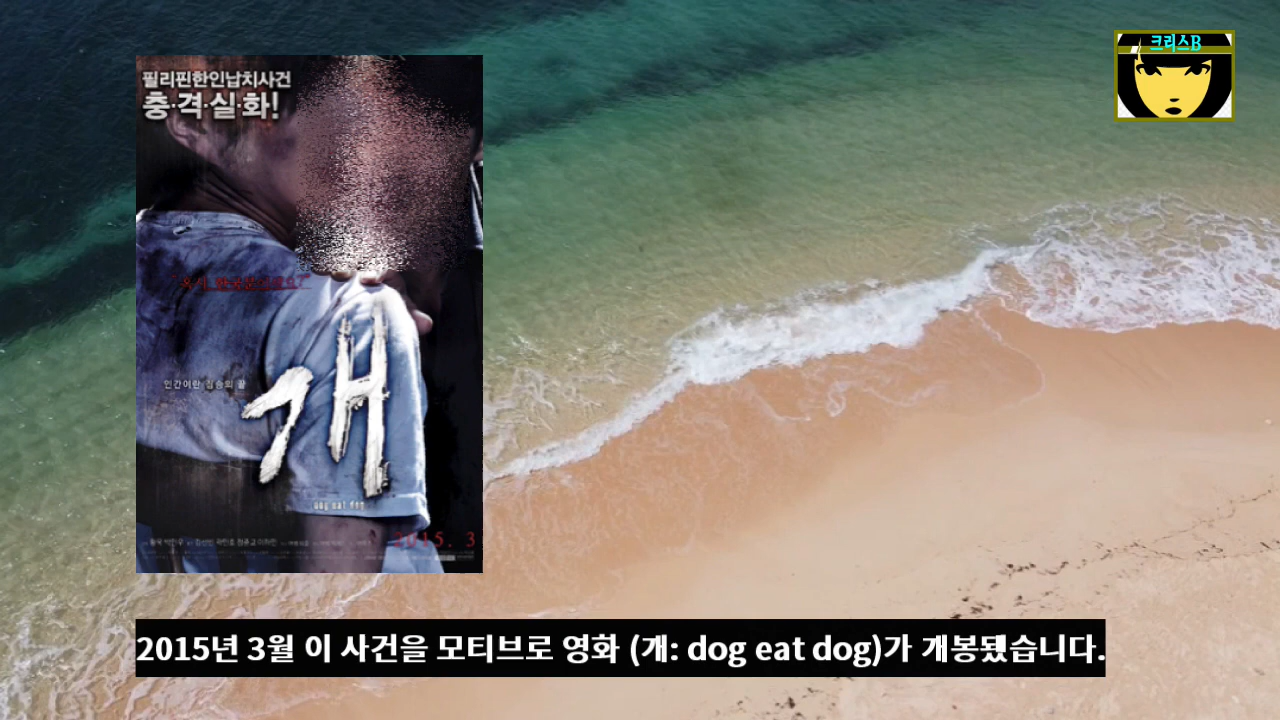 크리스B
필리핀한인납치사건
충·격·실·화!
인간이란 짐승의 끝
개
dog eat dog
2015. 3
2015년 3월 이 사건을 모티브로 영화 (개: dog eat dog)가 개봉됐습니다.